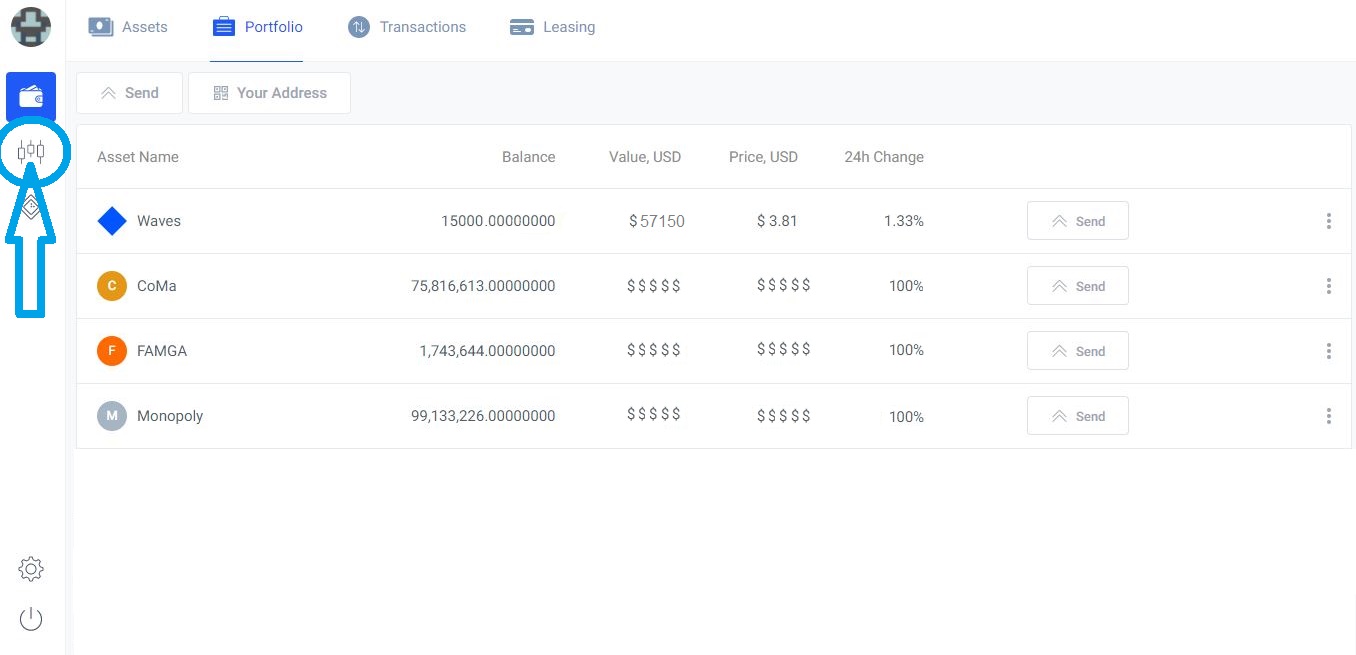 Assets Portfolio Transactions Leasing
Send Your Address
Asset Name Balance Value, USD Price, USD 24h Change
Waves 15000.00000000 $ 57150 $ 3.81 1.33% Send
C CoMa 75,816,613.00000000 $ $ $ $ $ $ $ $ $ $ 100% Send
F FAMGA 1,743,644.00000000 $ $ $ $ $ $ $ $ $ $ 100% Send
M Monopoly 99,133,226.00000000 $ $ $ $ $ $ $ $ $ $ 100% Send